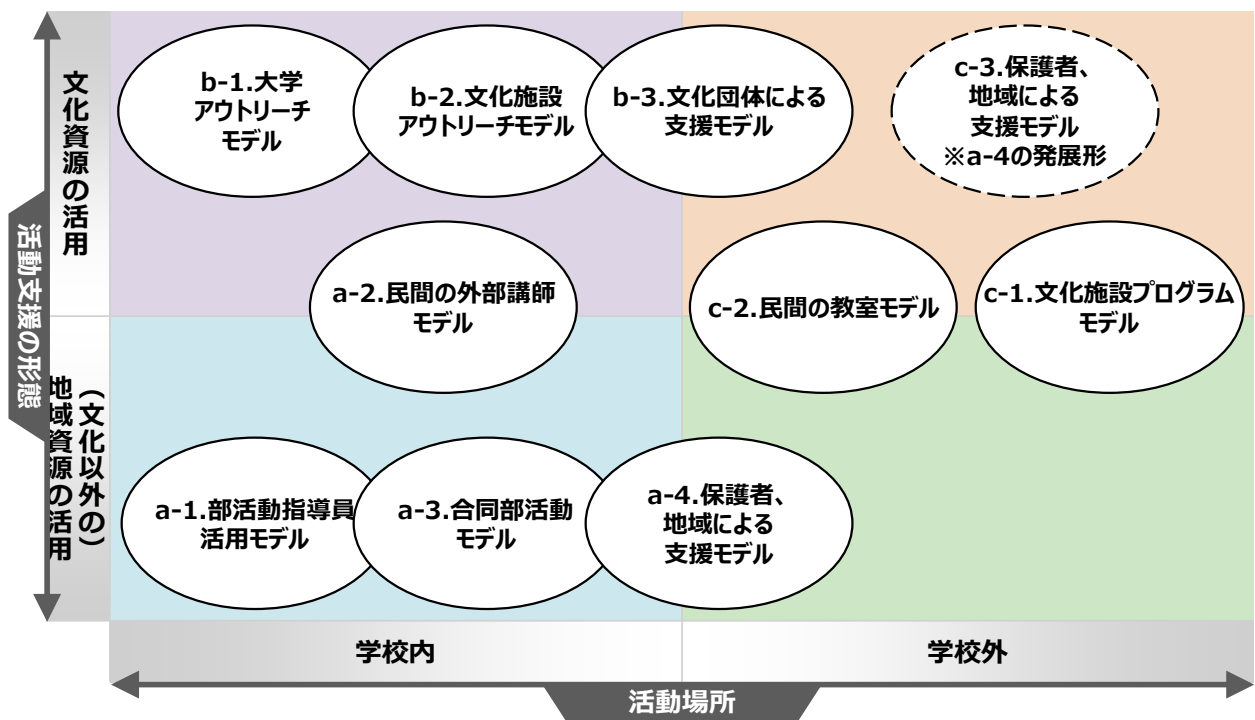 活動支援の形態
文化資源の活用
(文化以外の)
地域資源の活用
b-1.大学
アウトリーチ
モデル
b-2.文化施設
アウトリーチモデル
b-3.文化団体による
支援モデル
c-3.保護者、
地域による
支援モデル
※a-4の発展形
a-2.民間の外部講師
モデル
c-2.民間の教室モデル
c-1.文化施設プログラム
モデル
a-1.部活動指導員
活用モデル
a-3.合同部活動
モデル
a-4.保護者、
地域による
支援モデル
学校内
学校外
活動場所